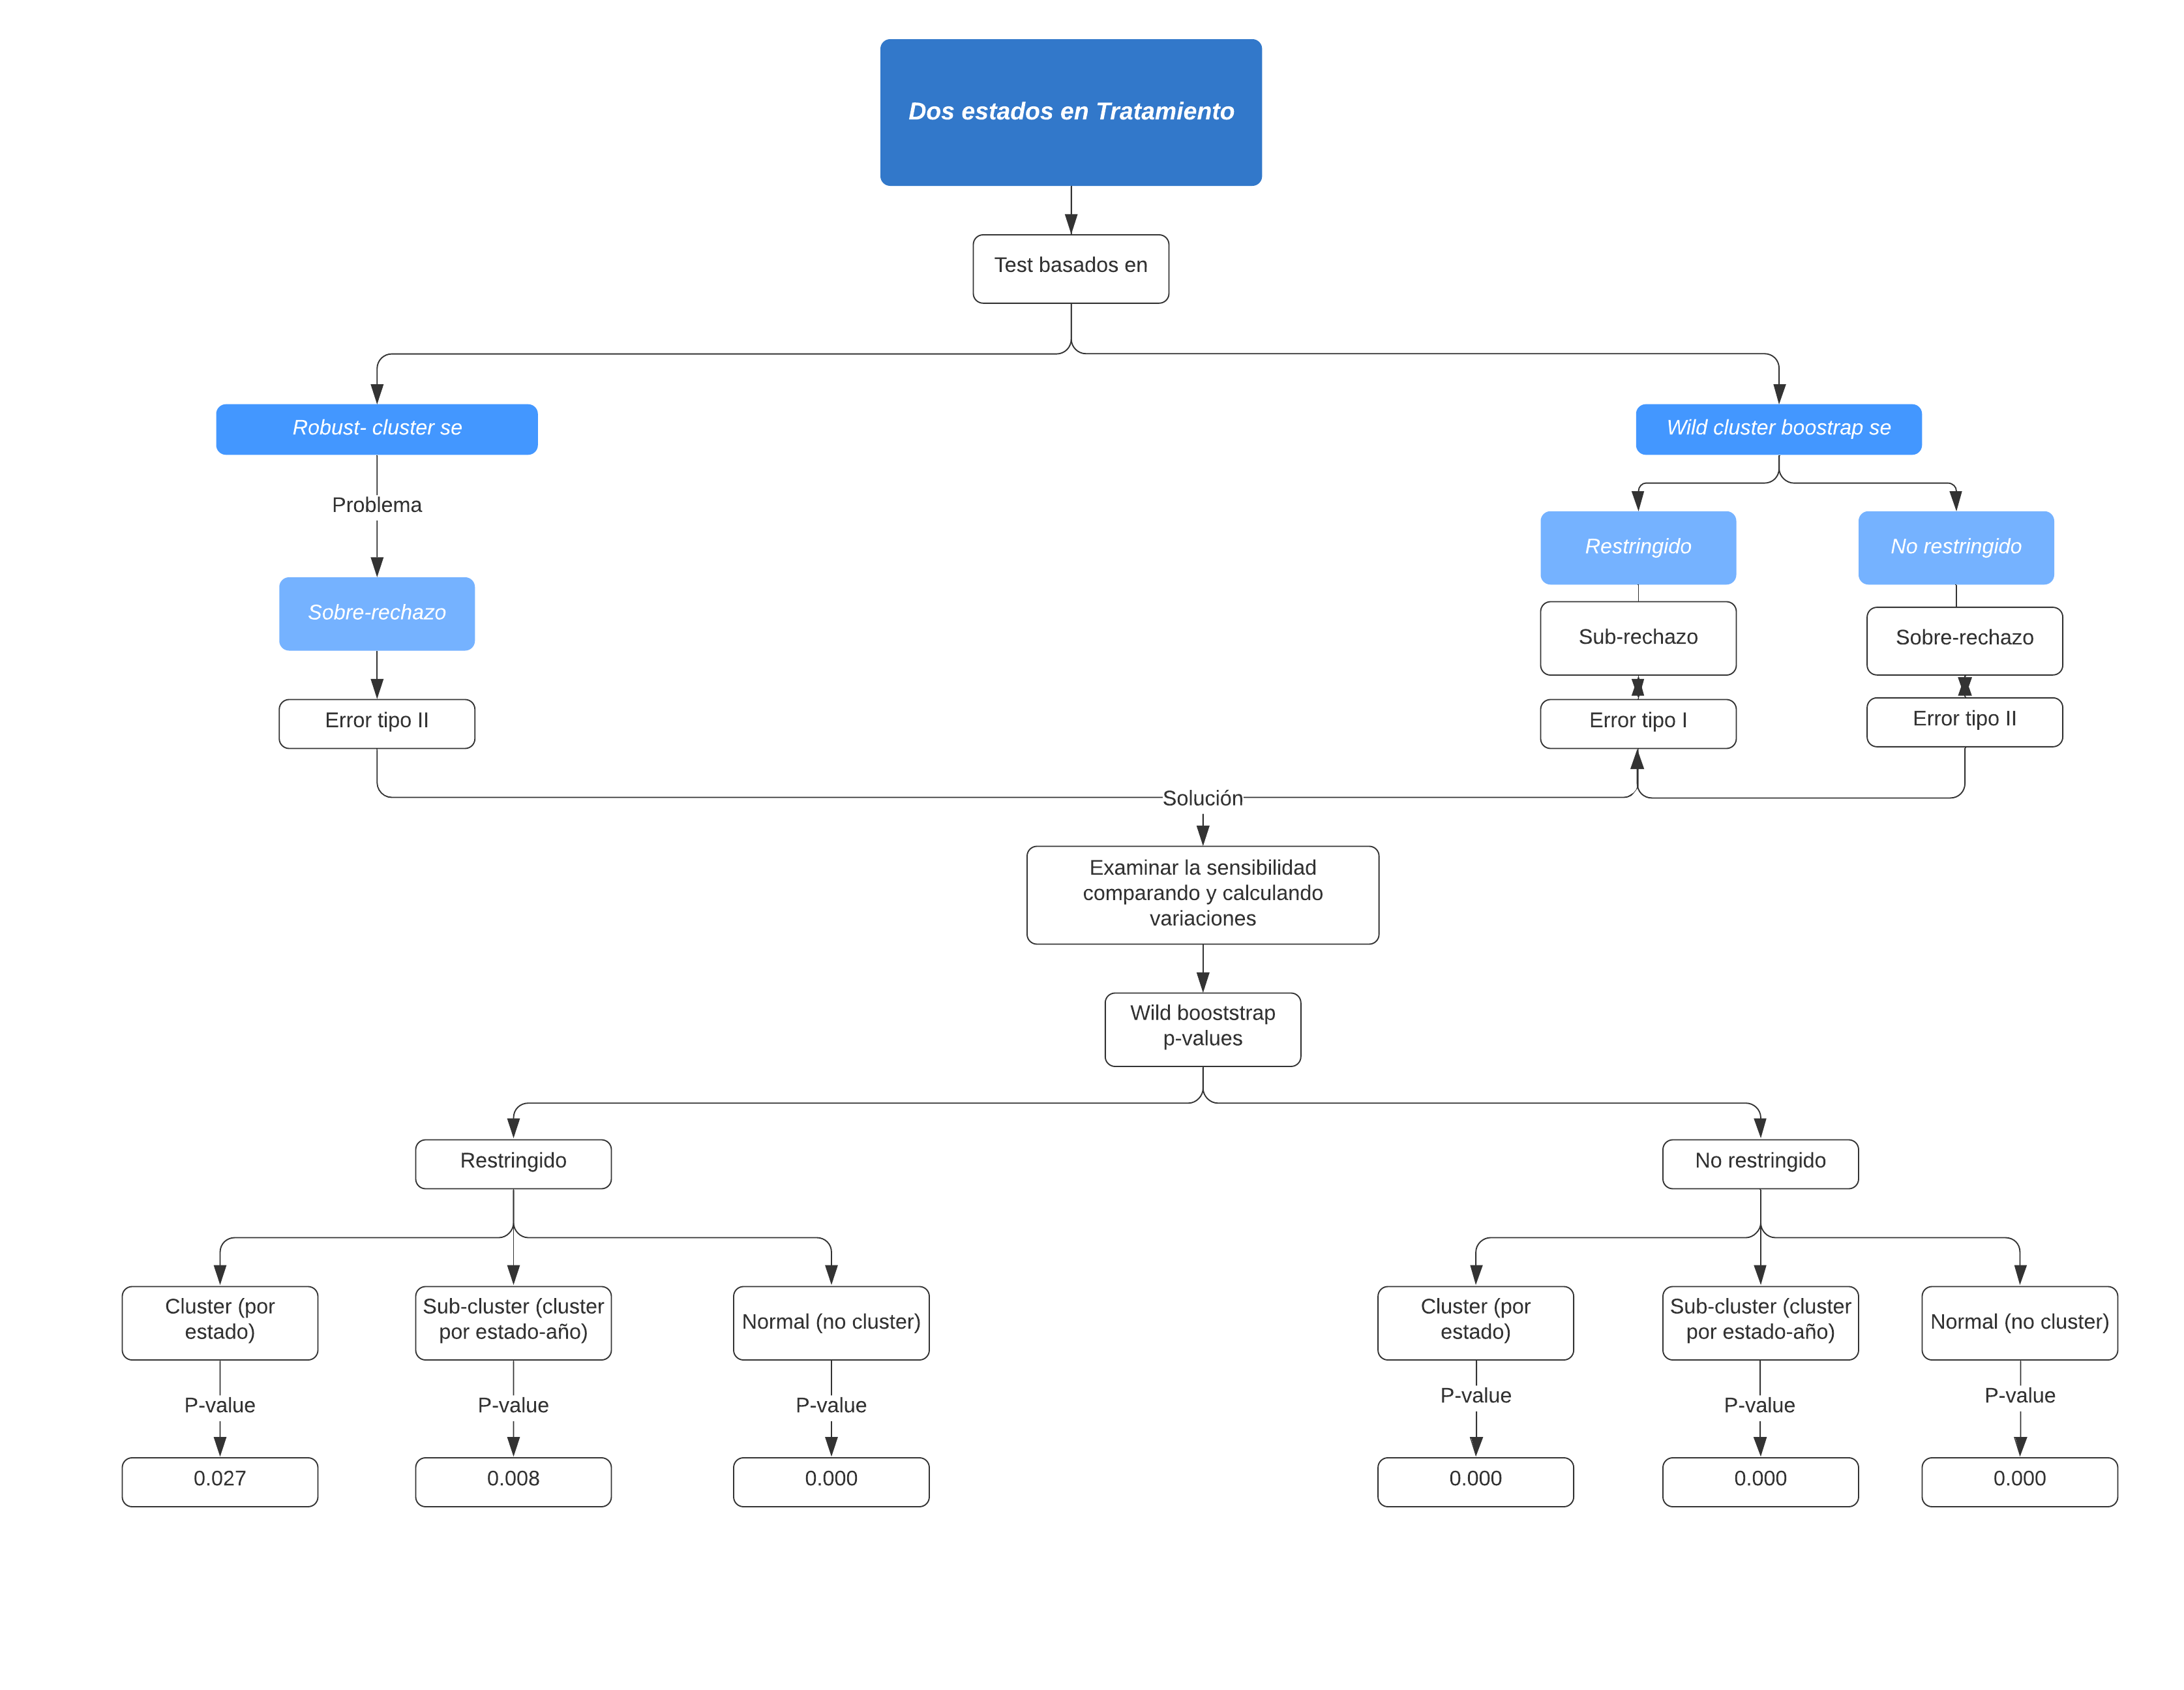 Dos estados en Tratamiento
Test basados en
Robust- cluster se
Wild cluster boostrap se
Problema
Restringido
No restringido
Sobre-rechazo
Sub-rechazo
Sobre-rechazo
Error tipo II
Error tipo I
Error tipo II
Solución
Examinar la sensibilidad
comparando y calculando
variaciones
Wild booststrap
p-values
Restringido
No restringido
Cluster (por
estado)
Sub-cluster (cluster
por estado-año)
Normal (no cluster)
Cluster (por
estado)
Sub-cluster (cluster
por estado-año)
Normal (no cluster)
P-value
P-value
P-value
P-value
P-value
P-value
0.027
0.008
0.000
0.000
0.000
0.000